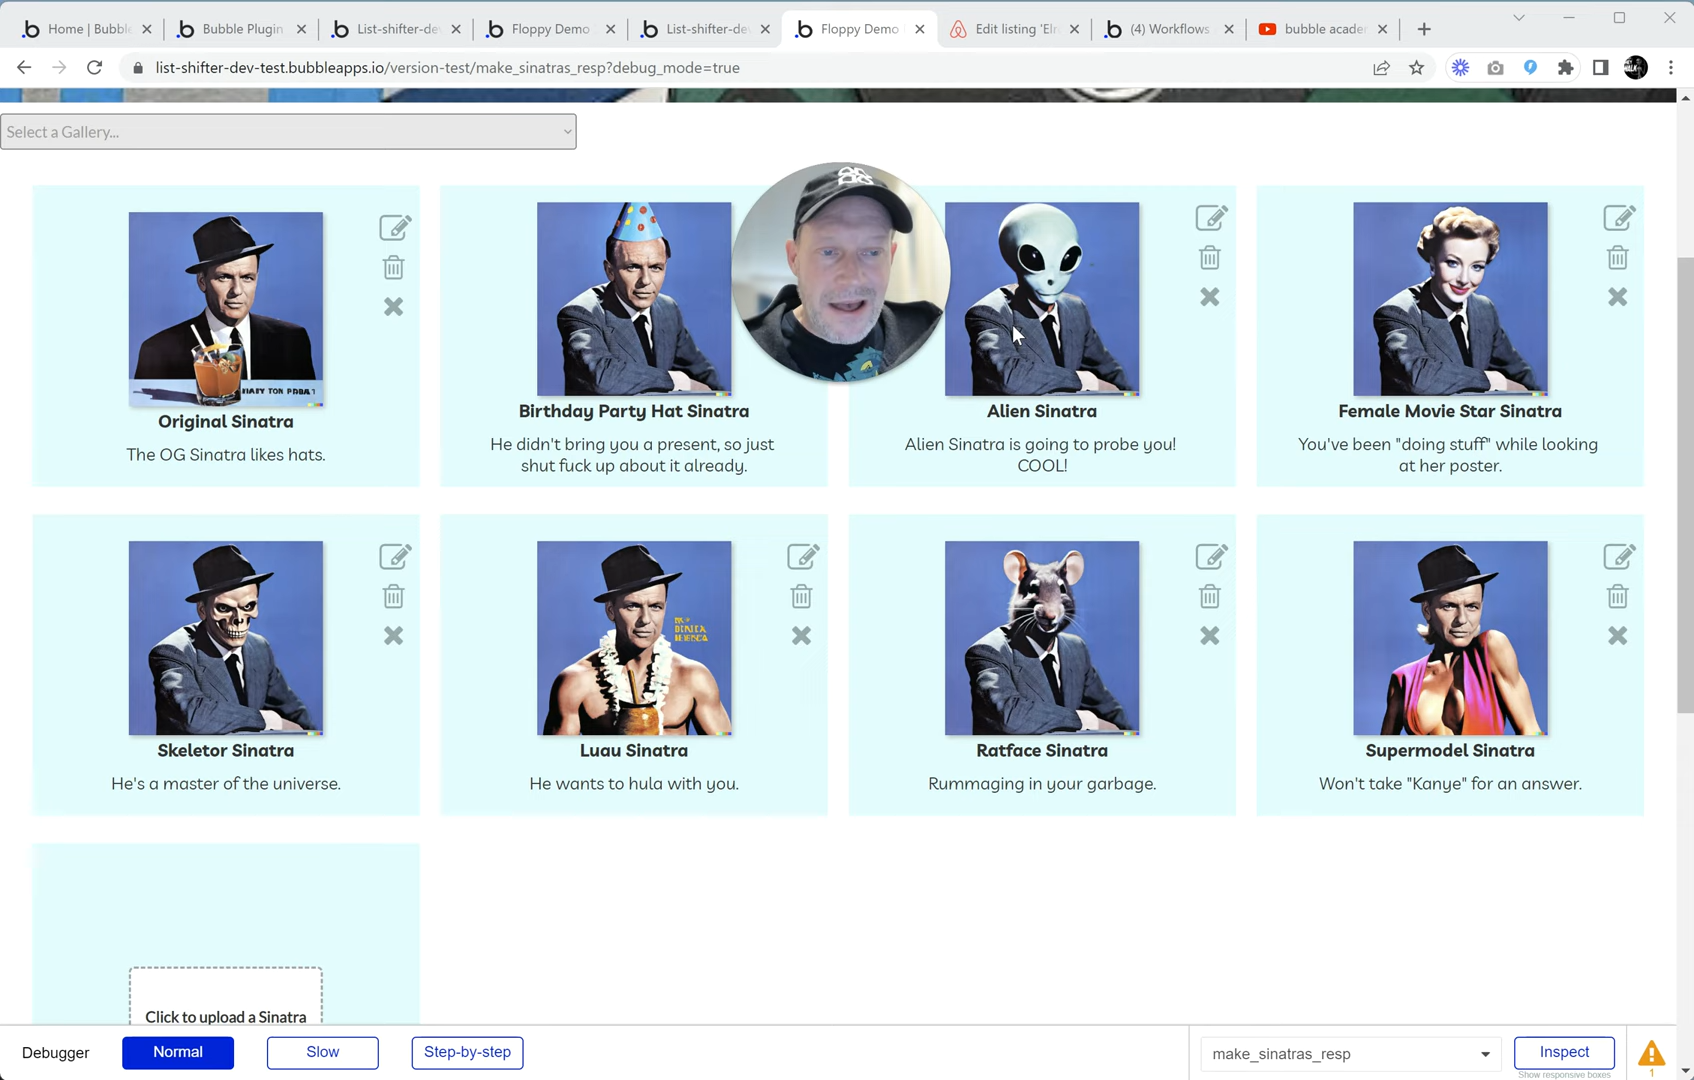 Home | Bubble
Bubble Plugin
List-shifter-dev
Floppy Demo
List-shifter-dev
Floppy Demo
Edit listing 'Elr
(4) Workflows
bubble acader
list-shifter-dev-test.bubbleapps.io/version-test/make_sinatras_resp?debug_mode=true
Select a Gallery...
Original Sinatra
The OG Sinatra likes hats.
Birthday Party Hat Sinatra
He didn't bring you a present, so just
shut fuck up about it already.
Alien Sinatra
Alien Sinatra is going to probe you!
COOL!
Female Movie Star Sinatra
You've been "doing stuff" while looking
at her poster.
Skeletor Sinatra
He's a master of the universe.
Luau Sinatra
He wants to hula with you.
Ratface Sinatra
Rummaging in your garbage.
Supermodel Sinatra
Won't take "Kanye" for an answer.
Click to upload a Sinatra
Debugger
Normal
Slow
Step-by-step
make_sinatras_resp
Inspect
Show responsive boxes
1